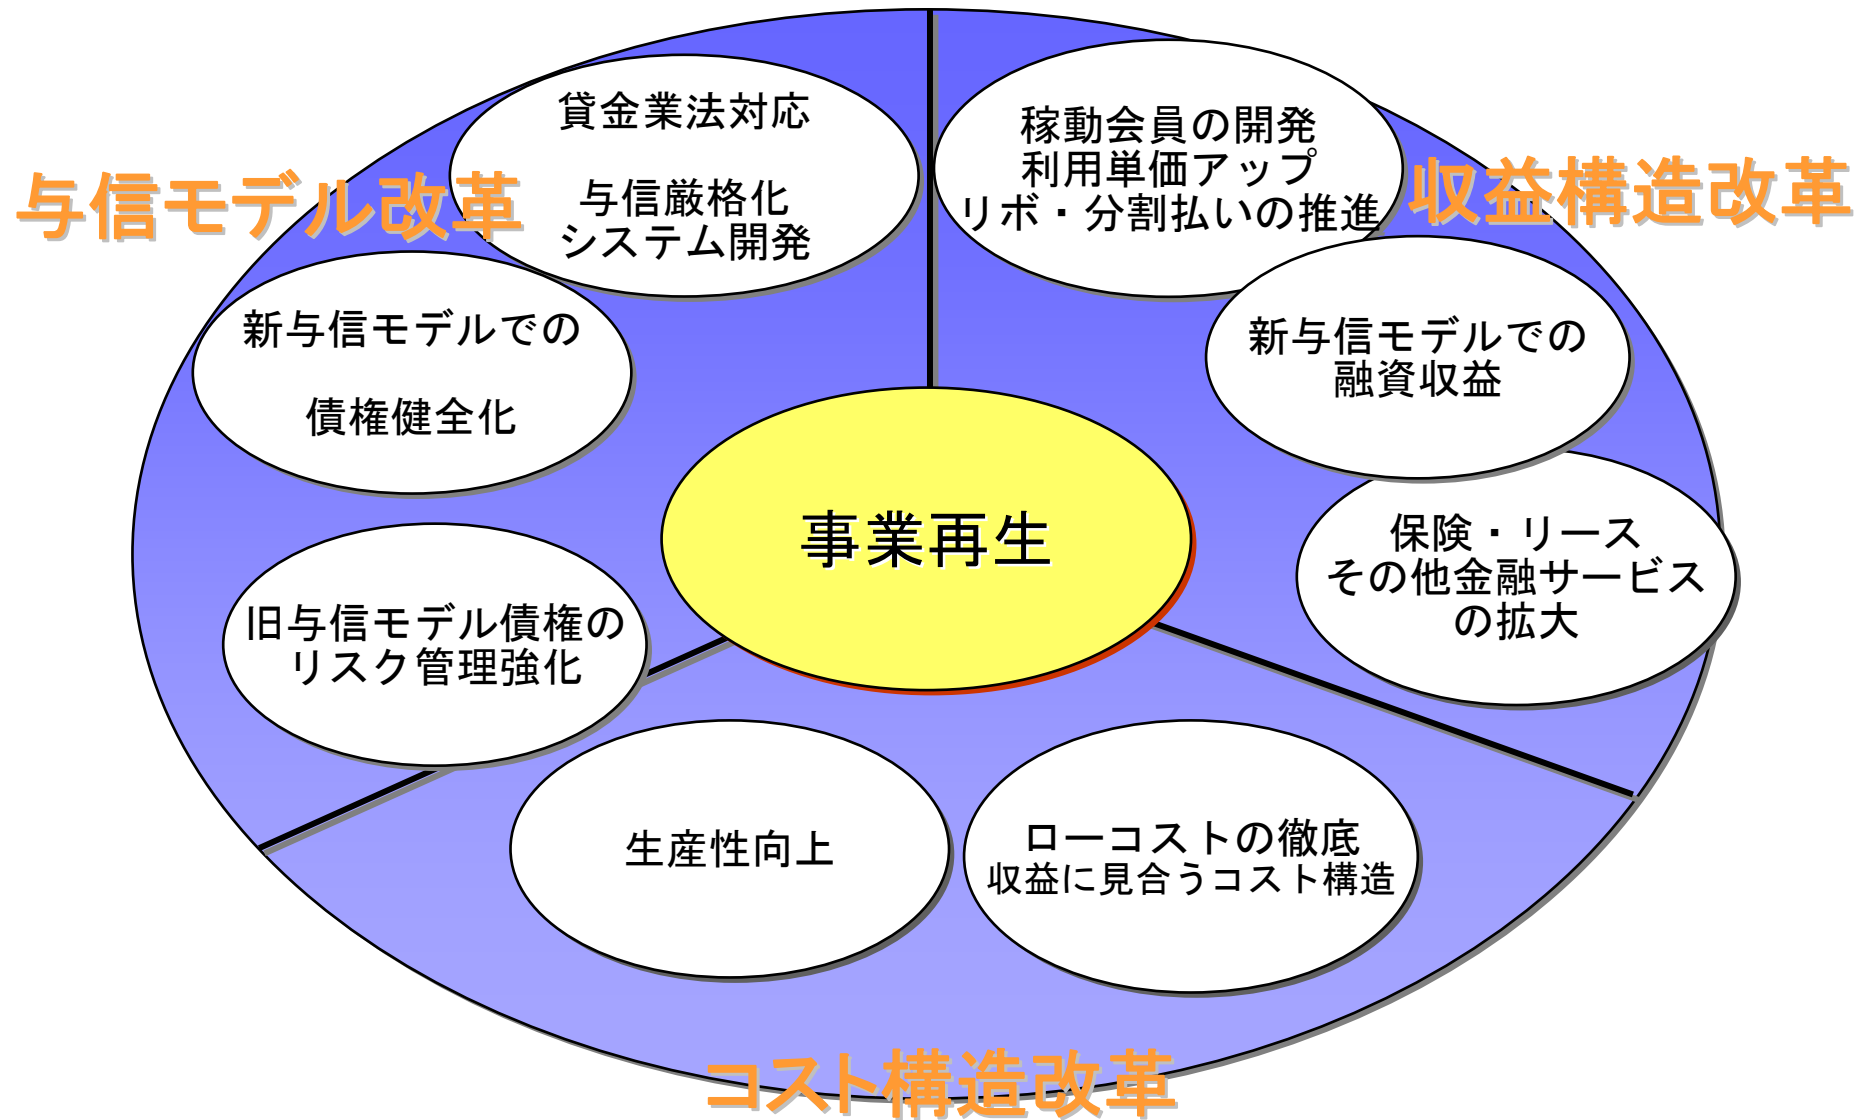 与信モデル改革
貸金業法対応
与信厳格化
システム開発
新与信モデルでの
債権健全化
旧与信モデル債権の
リスク管理強化
収益構造改革
稼動会員の開発
利用単価アップ
リボ・分割払いの推進
新与信モデルでの
融資収益
保険・リース
その他金融サービス
の拡大
事業再生
生産性向上
ローコストの徹底
収益に見合うコスト構造
コスト構造改革